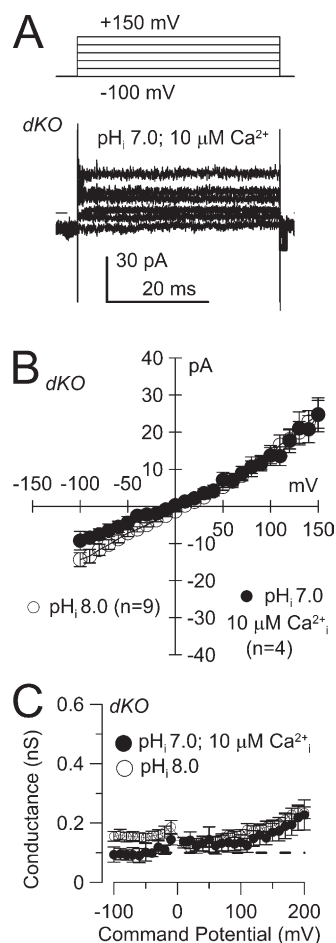 A
+150 mV
-100 mV
dKO
pHi 7.0; 10 μM Ca2+
30 pA
20 ms
B
dKO
40
pA
30
20
10
-150
-100
-50
mV
50
100
150
-10
-20
-30
-40
pHi 8.0 (n=9)
pHi 7.0
10 μM Ca2+i
(n=4)
C
dKO
0.6
pHi 7.0; 10 μM Ca2+i
pHi 8.0
0.4
0.2
0
Conductance (nS)
-100
0
100
200
Command Potential (mV)